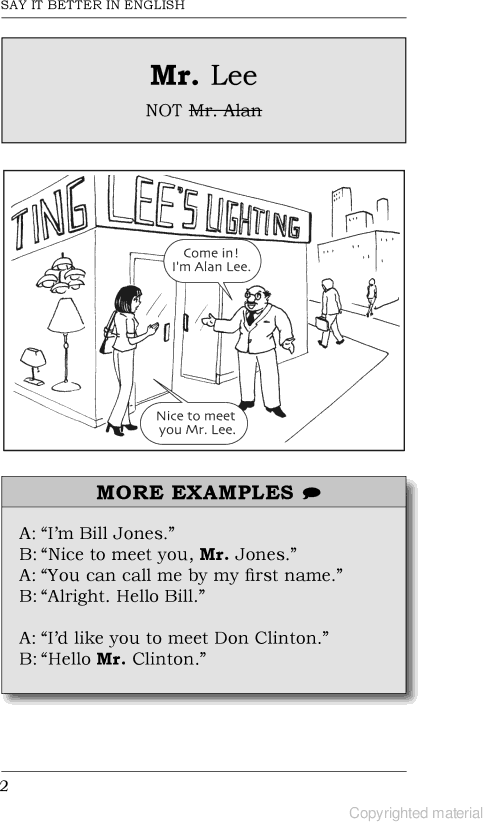 SAY IT BETTER IN ENGLISH
Mr. Lee
NOT Mr. Alan
TING LEE'S LIGHTING
Come in!
I'm Alan Lee.
Nice to meet
you Mr. Lee.
MORE EXAMPLES
A: “I’m Bill Jones.”
B: “Nice to meet you, Mr. Jones.”
A: “You can call me by my first name.”
B: “Alright. Hello Bill.”
A: “I’d like you to meet Don Clinton.”
B: “Hello Mr. Clinton.”
2
Copyrighted material